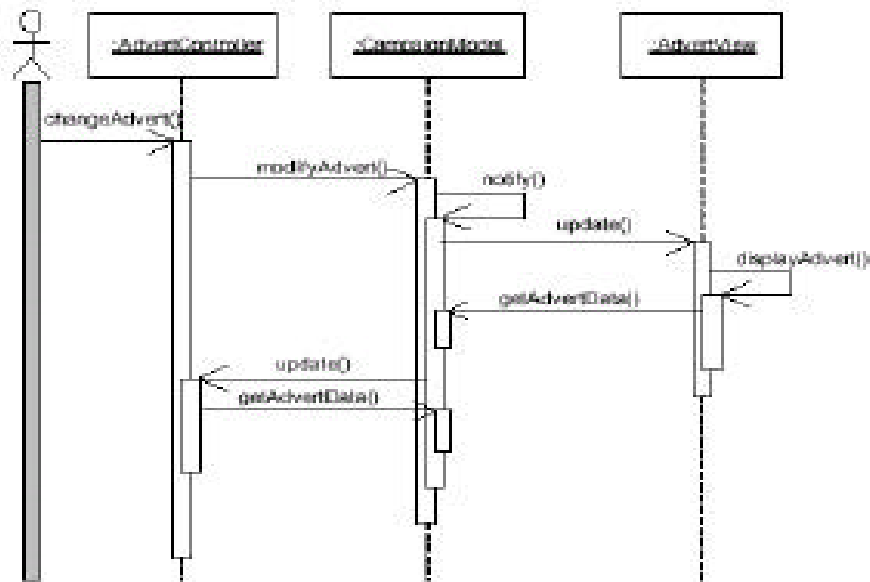 :AdvertController
:CampaignModel
:AdvertView
changeAdvert()
modifyAdvert()
notify()
update()
displayAdvert()
getAdvertData()
update()
getAdvertData()